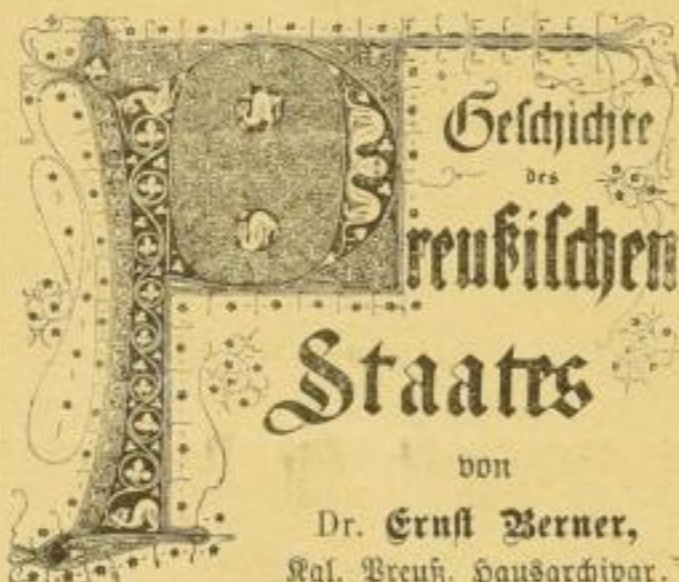 Geschichte
des
Preußischen
Staates
von
Dr. Ernst Berner,
Kgl. Preuß. Hausarchivar.